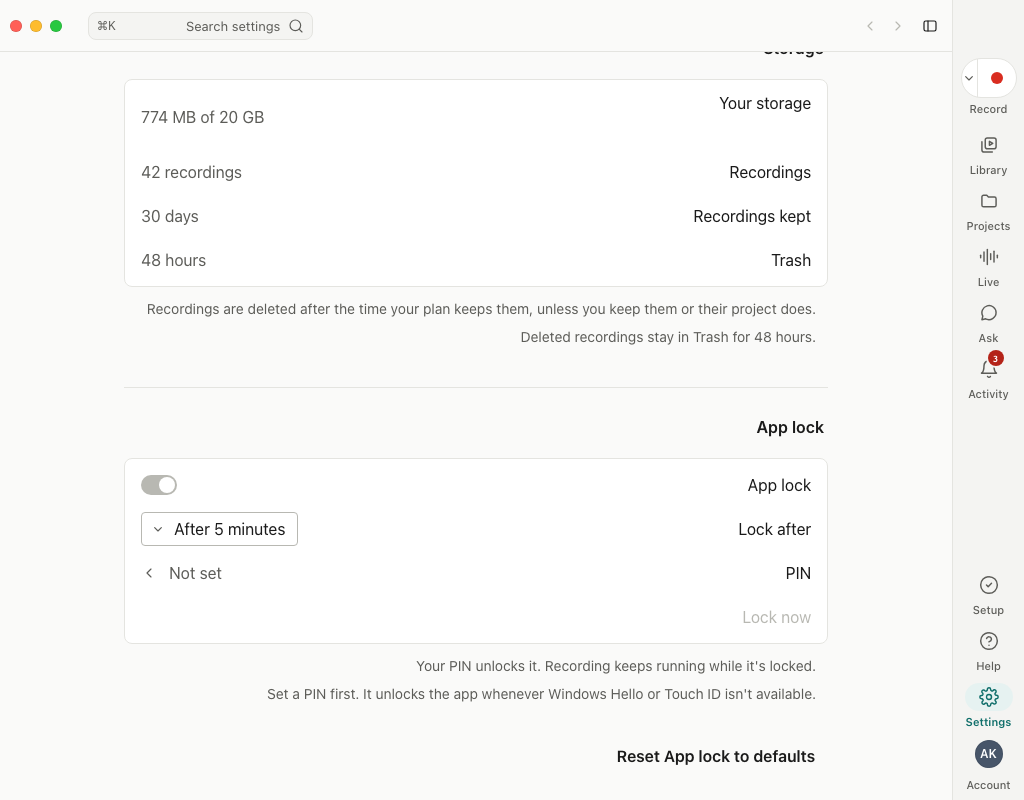 ⌘K
Search settings
Storage
Your storage
774 MB of 20 GB
Recordings
42 recordings
Recordings kept
30 days
Trash
48 hours
Recordings are deleted after the time your plan keeps them, unless you keep them or their project does.
Deleted recordings stay in Trash for 48 hours.
App lock
App lock
Lock after
After 5 minutes
PIN
Not set
Lock now
Your PIN unlocks it. Recording keeps running while it's locked.
Set a PIN first. It unlocks the app whenever Windows Hello or Touch ID isn't available.
Reset App lock to defaults
Record
Library
Projects
Live
Ask
3
Activity
Setup
Help
Settings
AK
Account